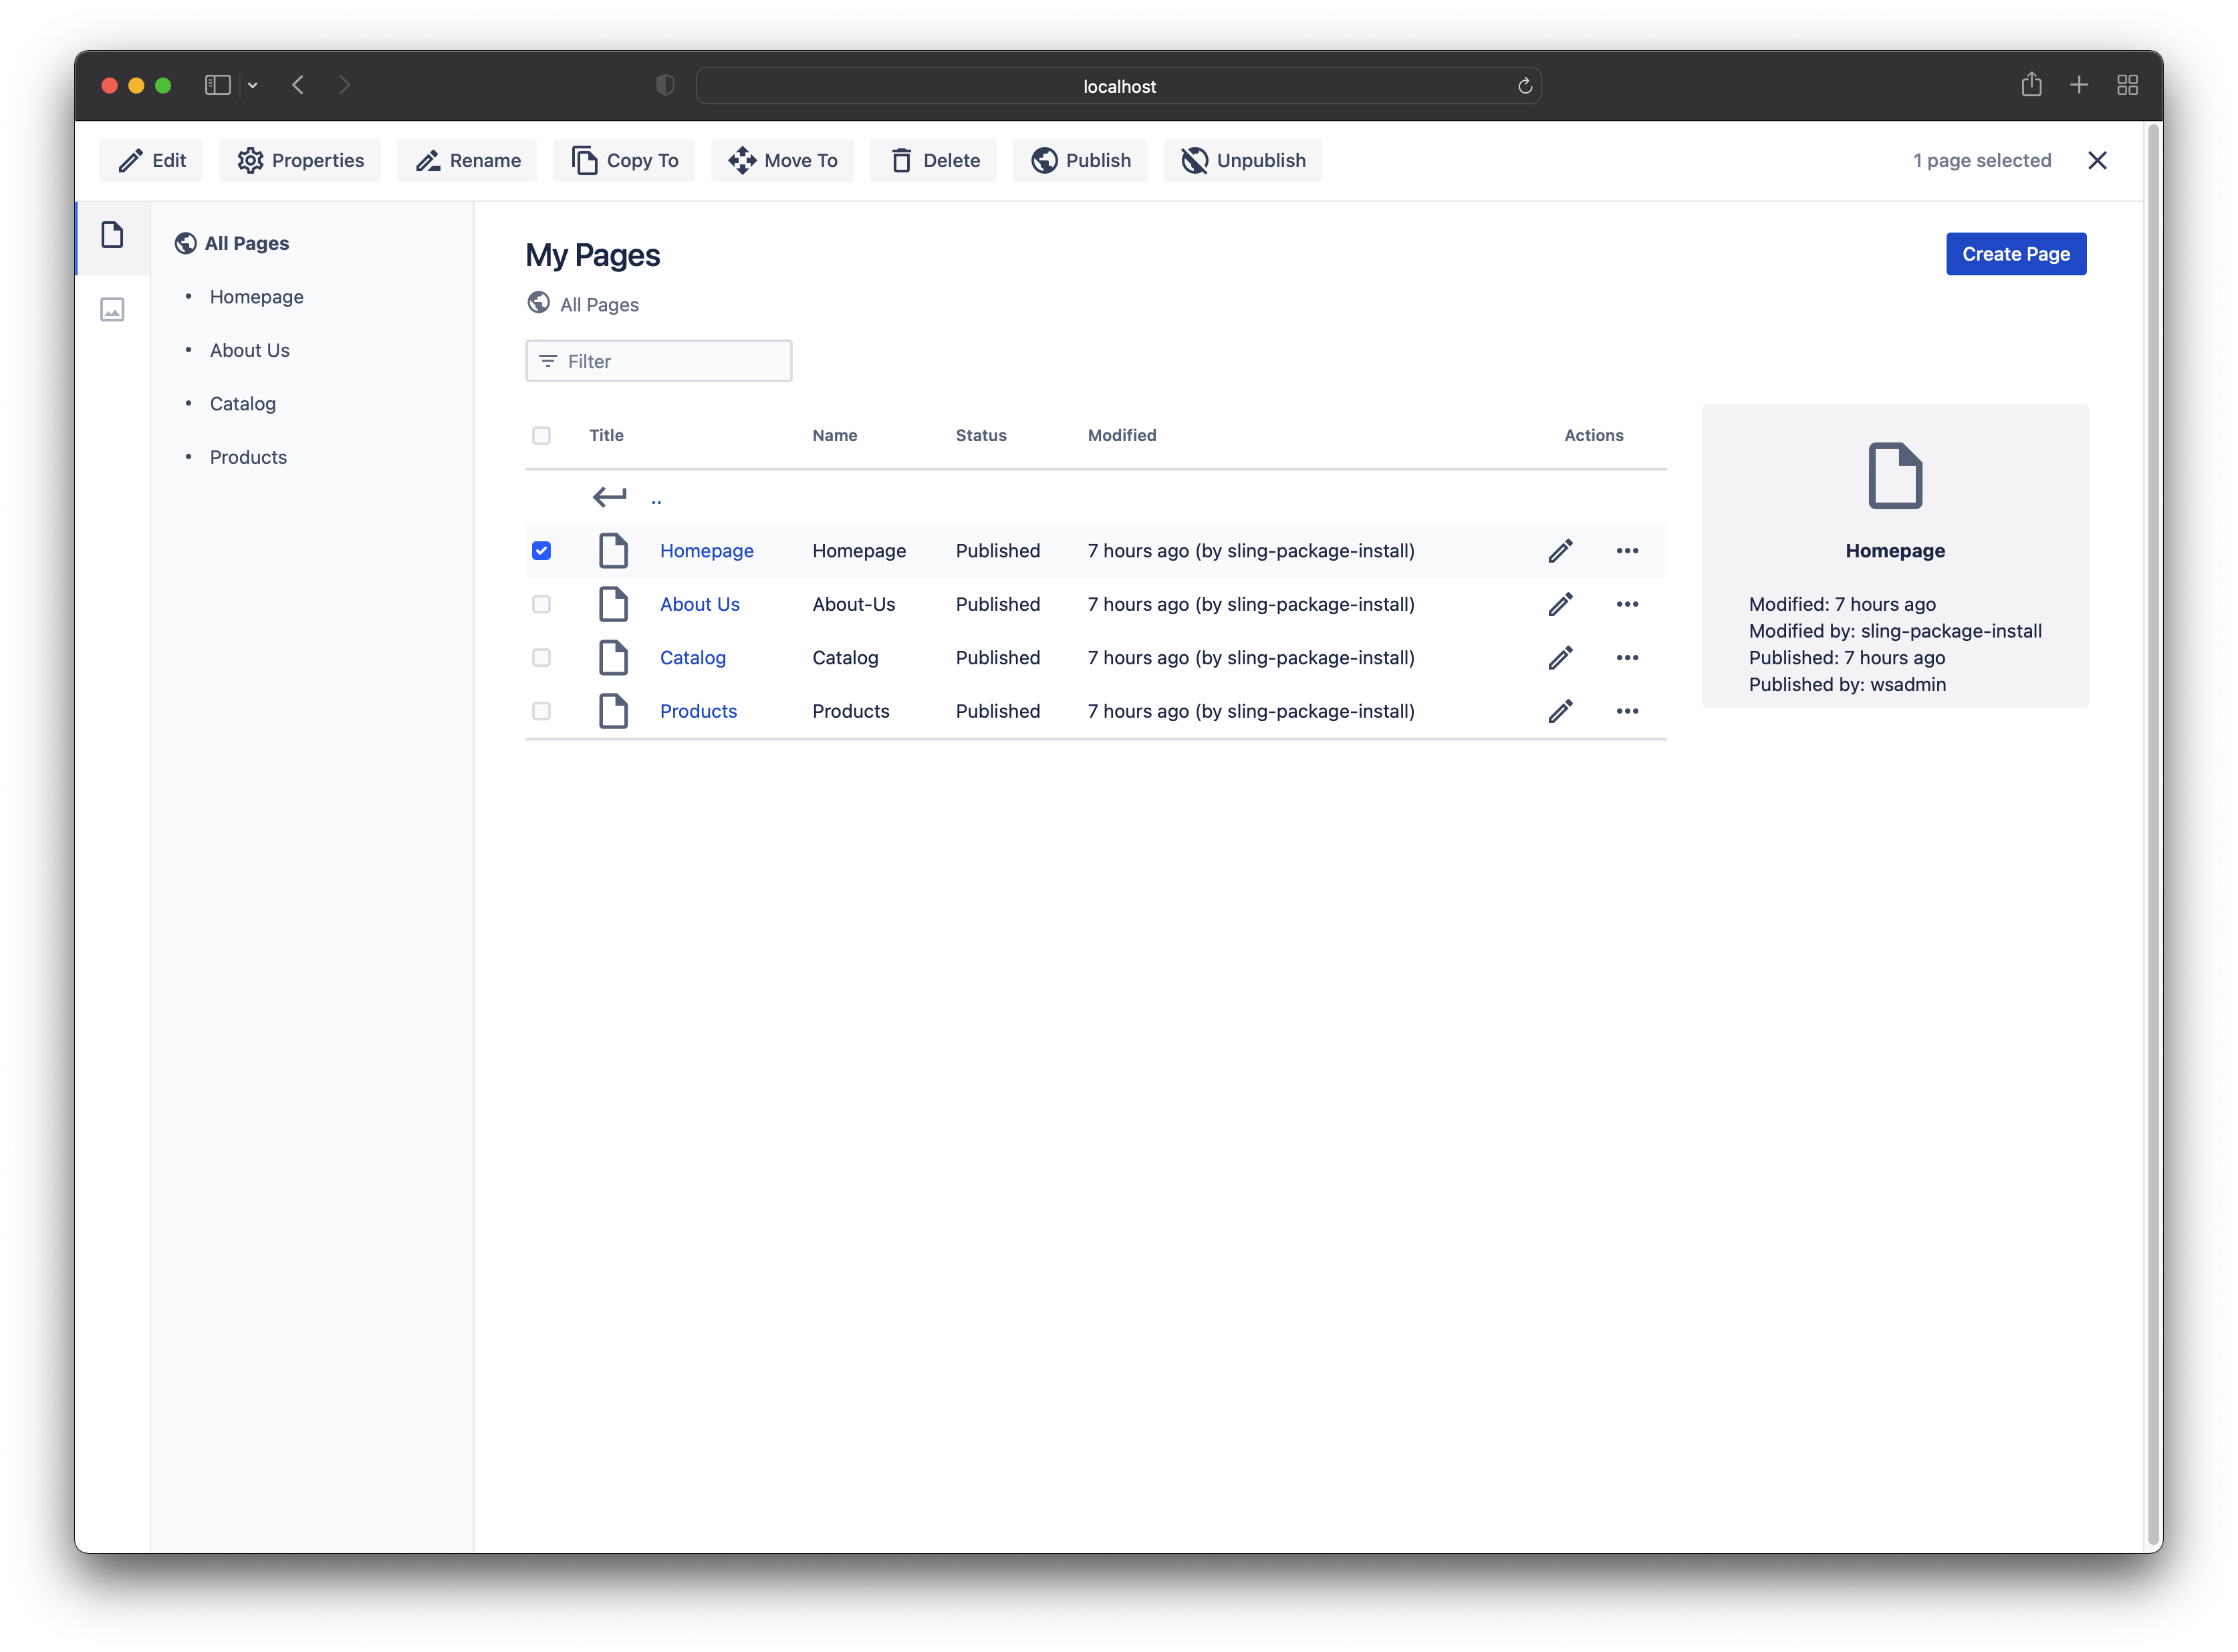 localhost
Edit Properties Rename Copy To Move To Delete Publish Unpublish 1 page selected
All Pages
• Homepage
• About Us
• Catalog
• Products
My Pages
Create Page
All Pages
Filter
Title Name Status Modified Actions
..
Homepage Homepage Published 7 hours ago (by sling-package-install)
About Us About-Us Published 7 hours ago (by sling-package-install)
Catalog Catalog Published 7 hours ago (by sling-package-install)
Products Products Published 7 hours ago (by sling-package-install)
Homepage
Modified: 7 hours ago
Modified by: sling-package-install
Published: 7 hours ago
Published by: wsadmin